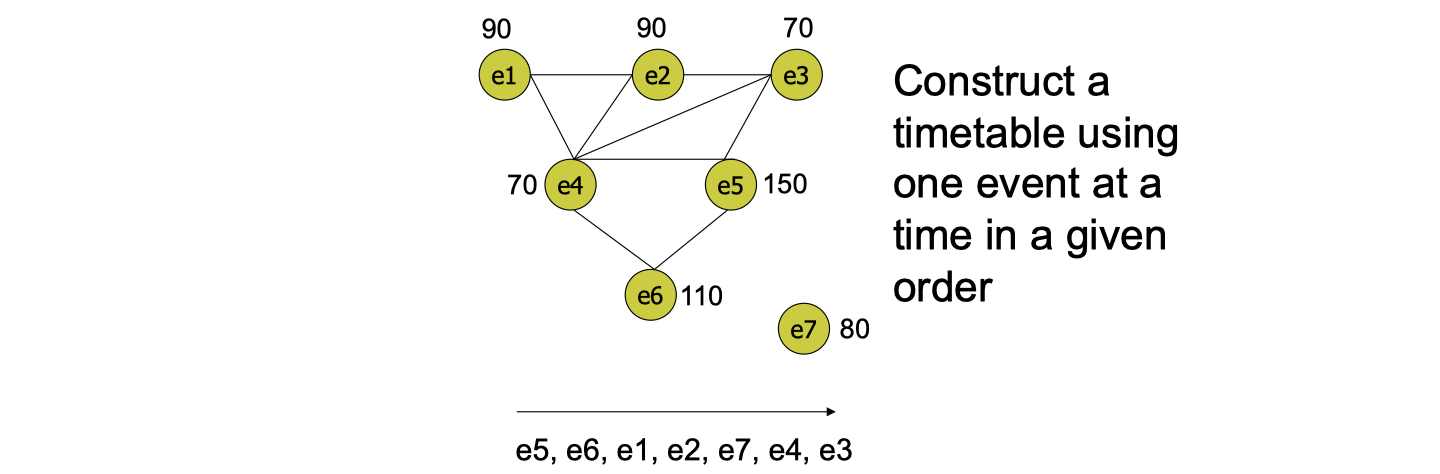 90 90 70
e1 e2 e3
Construct a
timetable using
one event at a
time in a given
order
70 e4 e5 150
e6 110
e7 80
e5, e6, e1, e2, e7, e4, e3